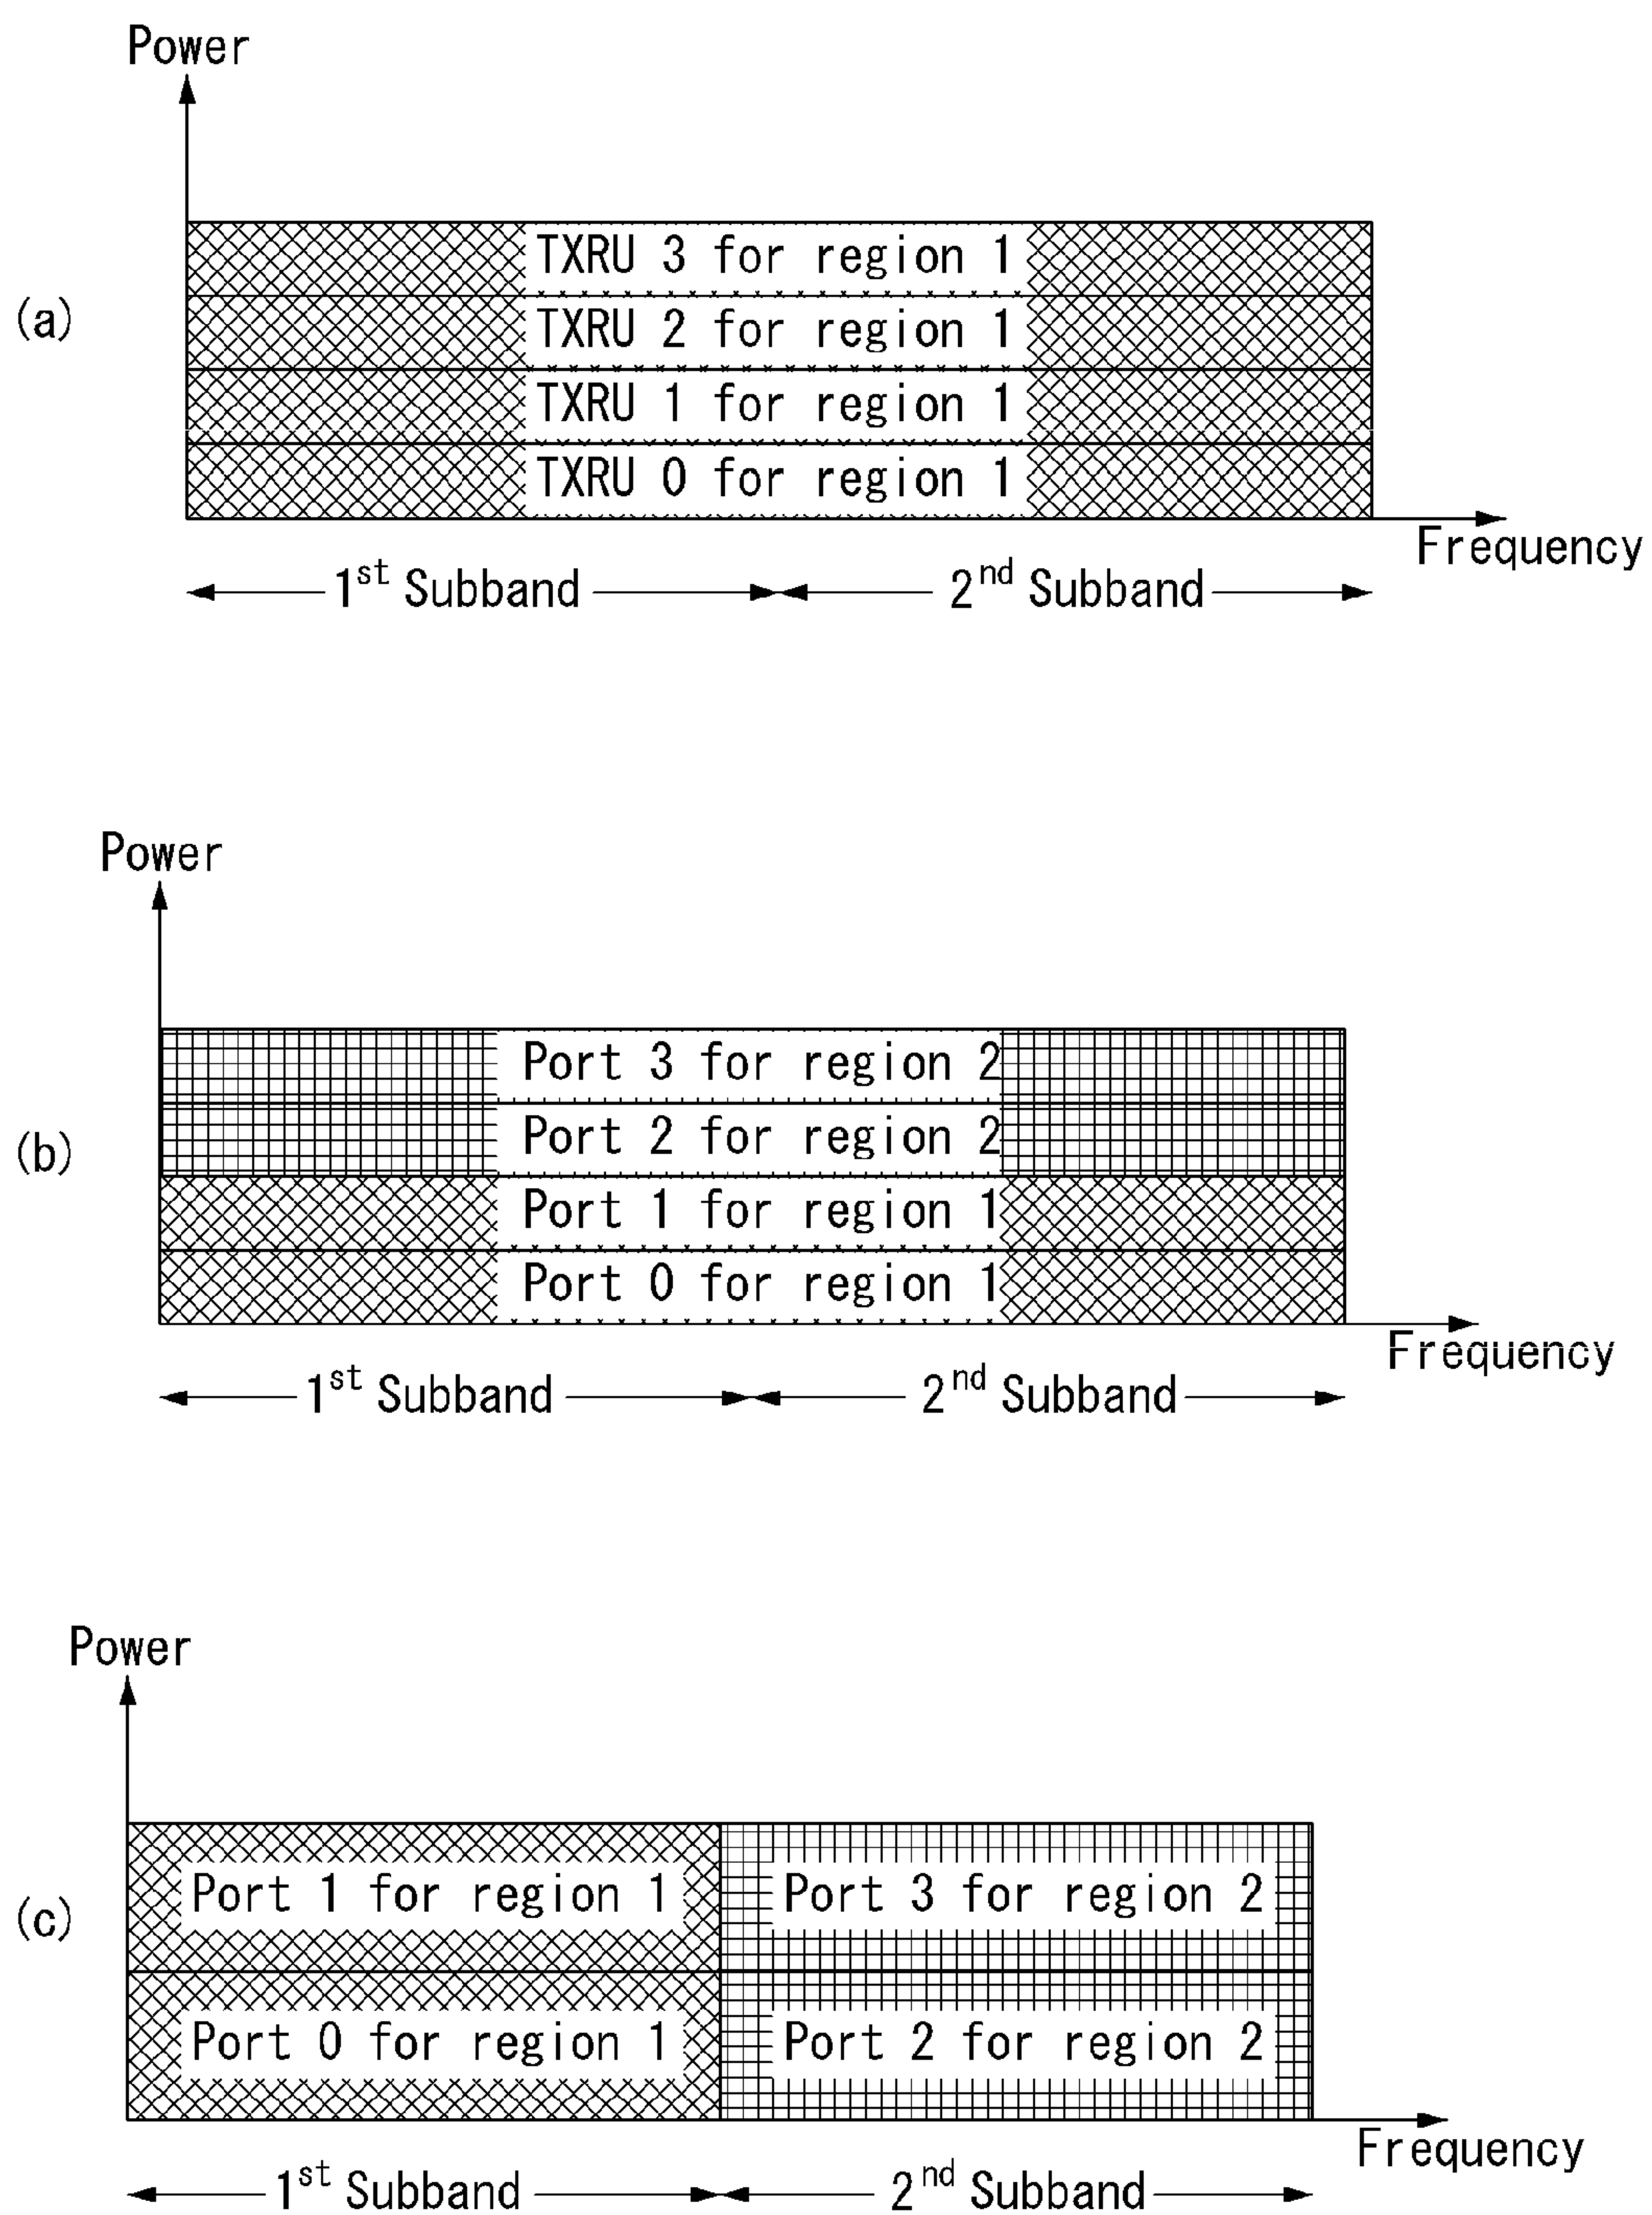 Power
(a)
TXRU 3 for region 1
TXRU 2 for region 1
TXRU 1 for region 1
TXRU 0 for region 1
Frequency
1st Subband 2nd Subband
Power
(b)
Port 3 for region 2
Port 2 for region 2
Port 1 for region 1
Port 0 for region 1
Frequency
1st Subband 2nd Subband
Power
(c)
Port 1 for region 1 Port 3 for region 2
Port 0 for region 1 Port 2 for region 2
Frequency
1st Subband 2nd Subband